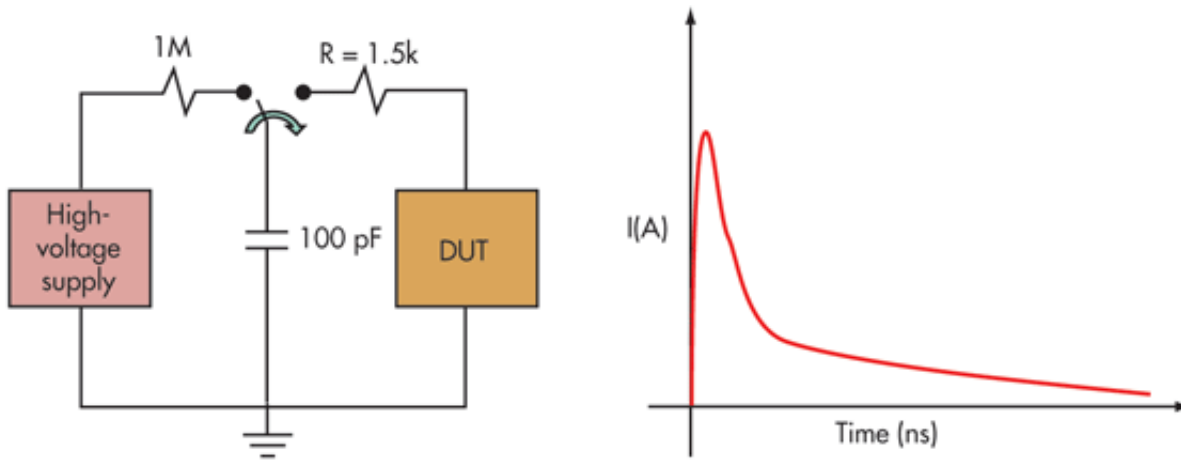 1M
R = 1.5k
High-
voltage
supply
100 pF
DUT
I(A)
Time (ns)